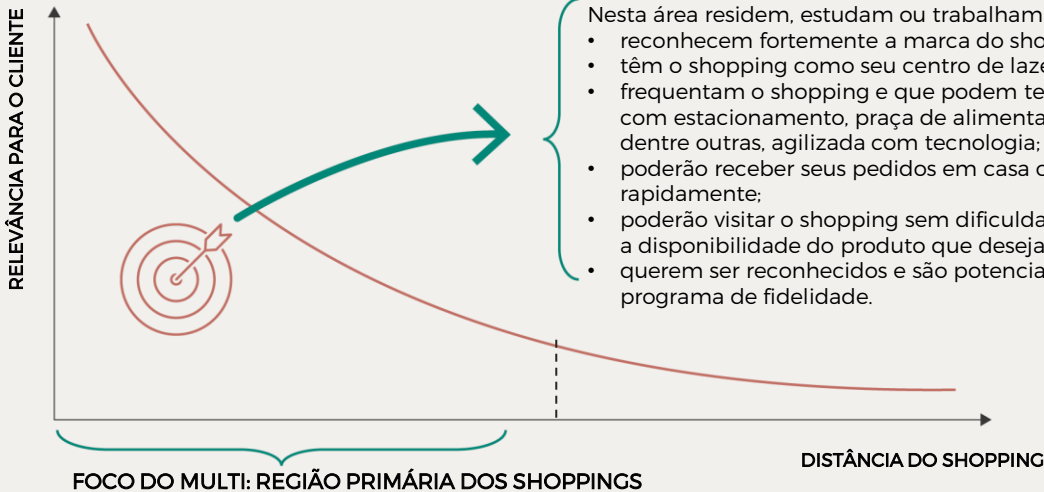 RELEVÂNCIA PARA O CLIENTE
Nesta área residem, estudam ou trabalham
• reconhecem fortemente a marca do sho
• têm o shopping como seu centro de laze
• frequentam o shopping e que podem te
com estacionamento, praça de alimenta
dentre outras, agilizada com tecnologia;
• poderão receber seus pedidos em casa
rapidamente;
• poderão visitar o shopping sem dificulda
a disponibilidade do produto que deseja
• querem ser reconhecidos e são potencia
programa de fidelidade.
DISTÂNCIA DO SHOPPING
FOCO DO MULTI: REGIÃO PRIMÁRIA DOS SHOPPINGS